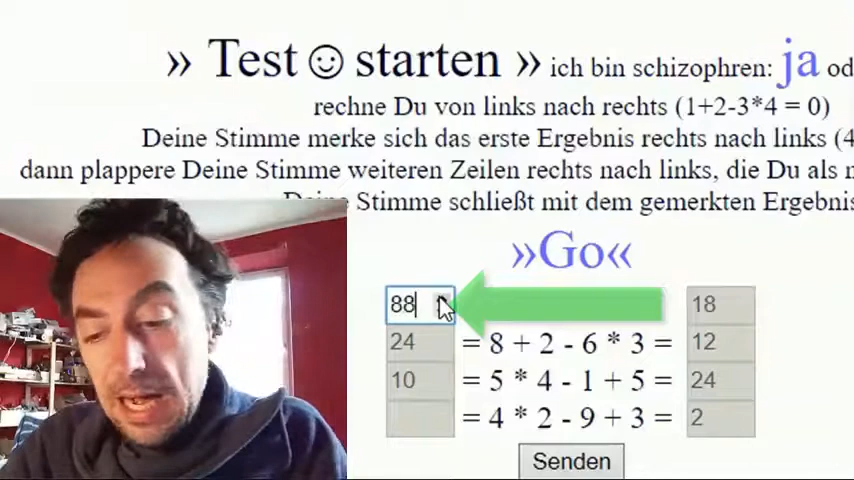 » Test☺starten » ich bin schizophren: ja od
rechne Du von links nach rechts (1+2-3*4 = 0)
Deine Stimme merke sich das erste Ergebnis rechts nach links (4
dann plappere Deine Stimme weiteren Zeilen rechts nach links, die Du als
Deine Stimme schließt mit dem gemerkten Ergebnis
»Go«
88 18
24 = 8 + 2 - 6 * 3 = 12
10 = 5 * 4 - 1 + 5 = 24
= 4 * 2 - 9 + 3 = 2
Senden